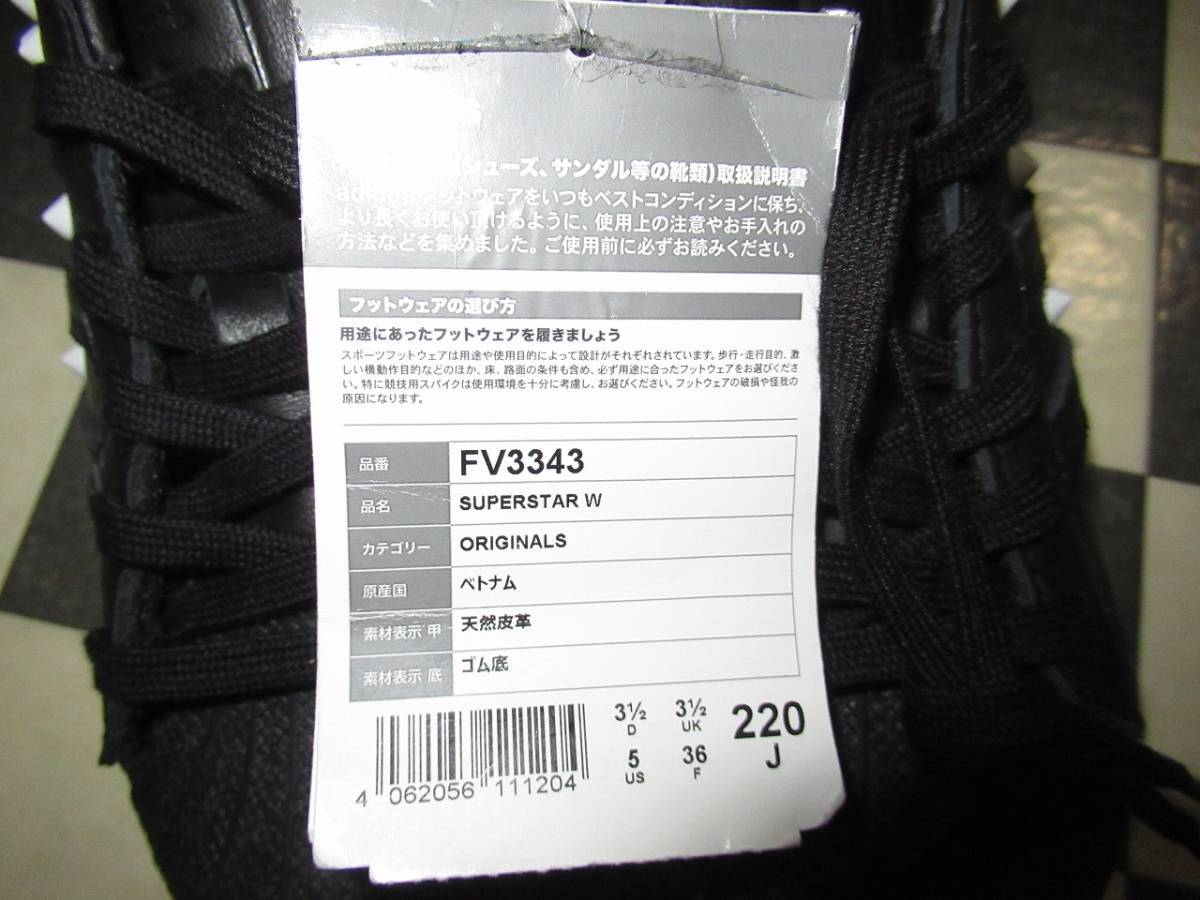 シューズ、サンダル等の靴類)取扱説明書
フットウェアをいつもベストコンディションに保ち、
より長くお使い頂けるように、使用上の注意やお手入れの
方法などを集めました。ご使用前に必ずお読みください。
フットウェアの選び方
用途にあったフットウェアを履きましょう
スポーツフットウェアは用途や使用目的によって設計がそれぞれされています。歩行・走行目的、激
しい横動作目的などのほか、床、路面の条件も含め、必ず用途に合ったフットウェアをお選びくださ
い。特に競技用スパイクは使用環境を十分に考慮し、お選びください。フットウェアの破損や怪我の
原因になります。
品番 FV3343
品名 SUPERSTAR W
カテゴリー ORIGINALS
原産国 ベトナム
素材表示 甲 天然皮革
素材表示 底 ゴム底
3½ 3½ 220
D UK J
5 36
US F
4 062056 111204